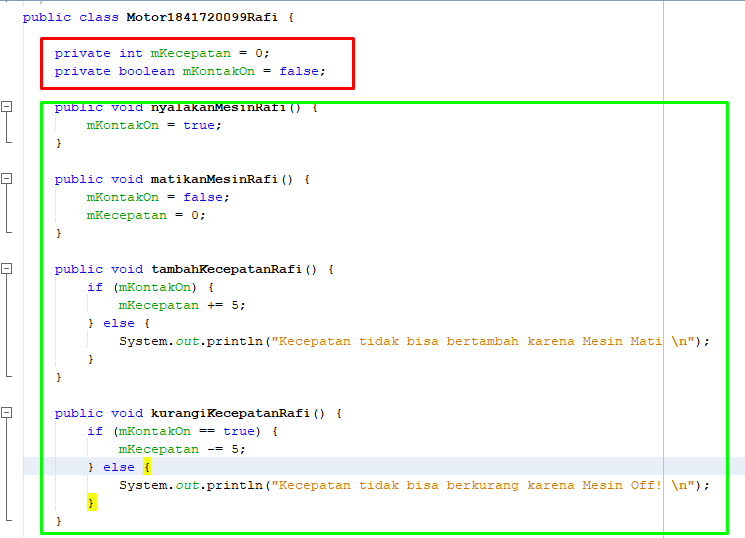 public class Motor1841720099Rafi {
private int mKecepatan = 0;
private boolean mKontakOn = false;
public void nyalakanMesinRafi() {
mKontakOn = true;
}
public void matikanMesinRafi() {
mKontakOn = false;
mKecepatan = 0;
}
public void tambahKecepatanRafi() {
if (mKontakOn) {
mKecepatan += 5;
} else {
System.out.println("Kecepatan tidak bisa bertambah karena Mesin Mati \n");
}
}
public void kurangiKecepatanRafi() {
if (mKontakOn == true) {
mKecepatan -= 5;
} else {
System.out.println("Kecepatan tidak bisa berkurang karena Mesin Off! \n");
}
}